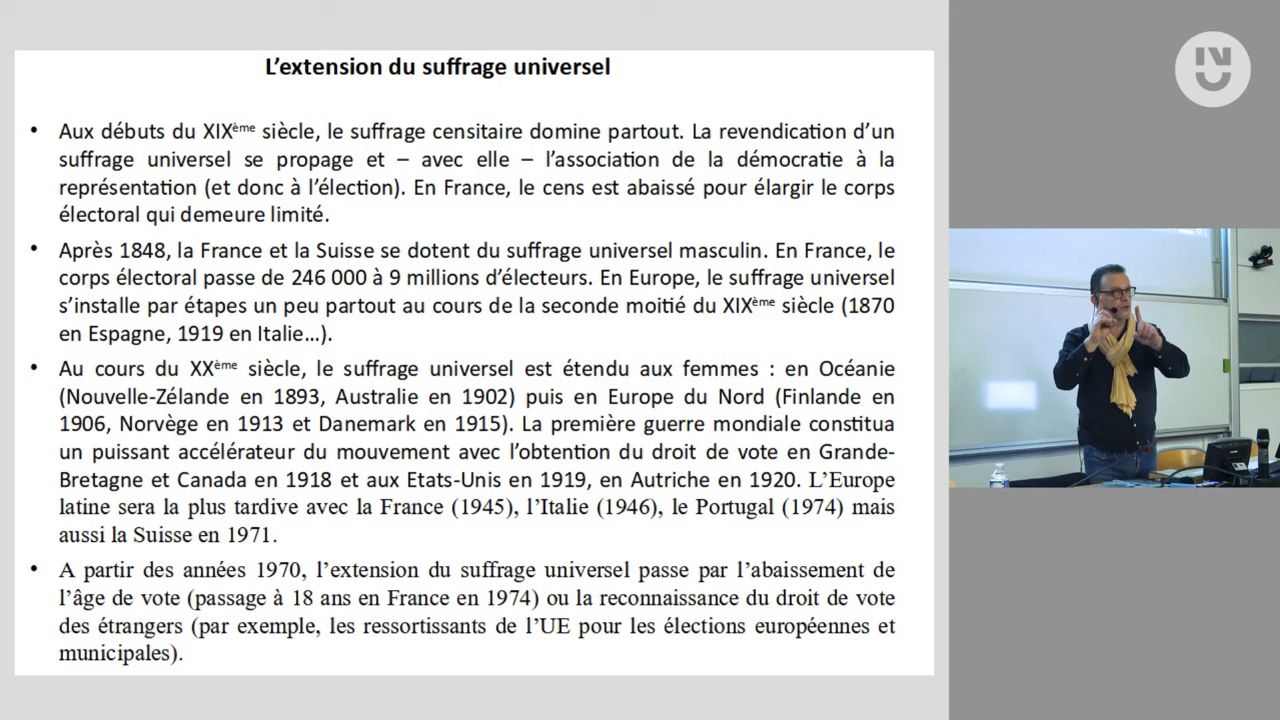 L'extension du suffrage universel
• Aux débuts du XIXème siècle, le suffrage censitaire domine partout. La revendication d'un
suffrage universel se propage et – avec elle – l'association de la démocratie à la
représentation (et donc à l'élection). En France, le cens est abaissé pour élargir le corps
électoral qui demeure limité.
• Après 1848, la France et la Suisse se dotent du suffrage universel masculin. En France, le
corps électoral passe de 246 000 à 9 millions d'électeurs. En Europe, le suffrage universel
s'installe par étapes un peu partout au cours de la seconde moitié du XIXème siècle (1870
en Espagne, 1919 en Italie…).
• Au cours du XXème siècle, le suffrage universel est étendu aux femmes : en Océanie
(Nouvelle-Zélande en 1893, Australie en 1902) puis en Europe du Nord (Finlande en
1906, Norvège en 1913 et Danemark en 1915). La première guerre mondiale constitua
un puissant accélérateur du mouvement avec l'obtention du droit de vote en Grande-
Bretagne et Canada en 1918 et aux Etats-Unis en 1919, en Autriche en 1920. L'Europe
latine sera la plus tardive avec la France (1945), l'Italie (1946), le Portugal (1974) mais
aussi la Suisse en 1971.
• A partir des années 1970, l'extension du suffrage universel passe par l'abaissement de
l'âge de vote (passage à 18 ans en France en 1974) ou la reconnaissance du droit de vote
des étrangers (par exemple, les ressortissants de l'UE pour les élections européennes et
municipales).